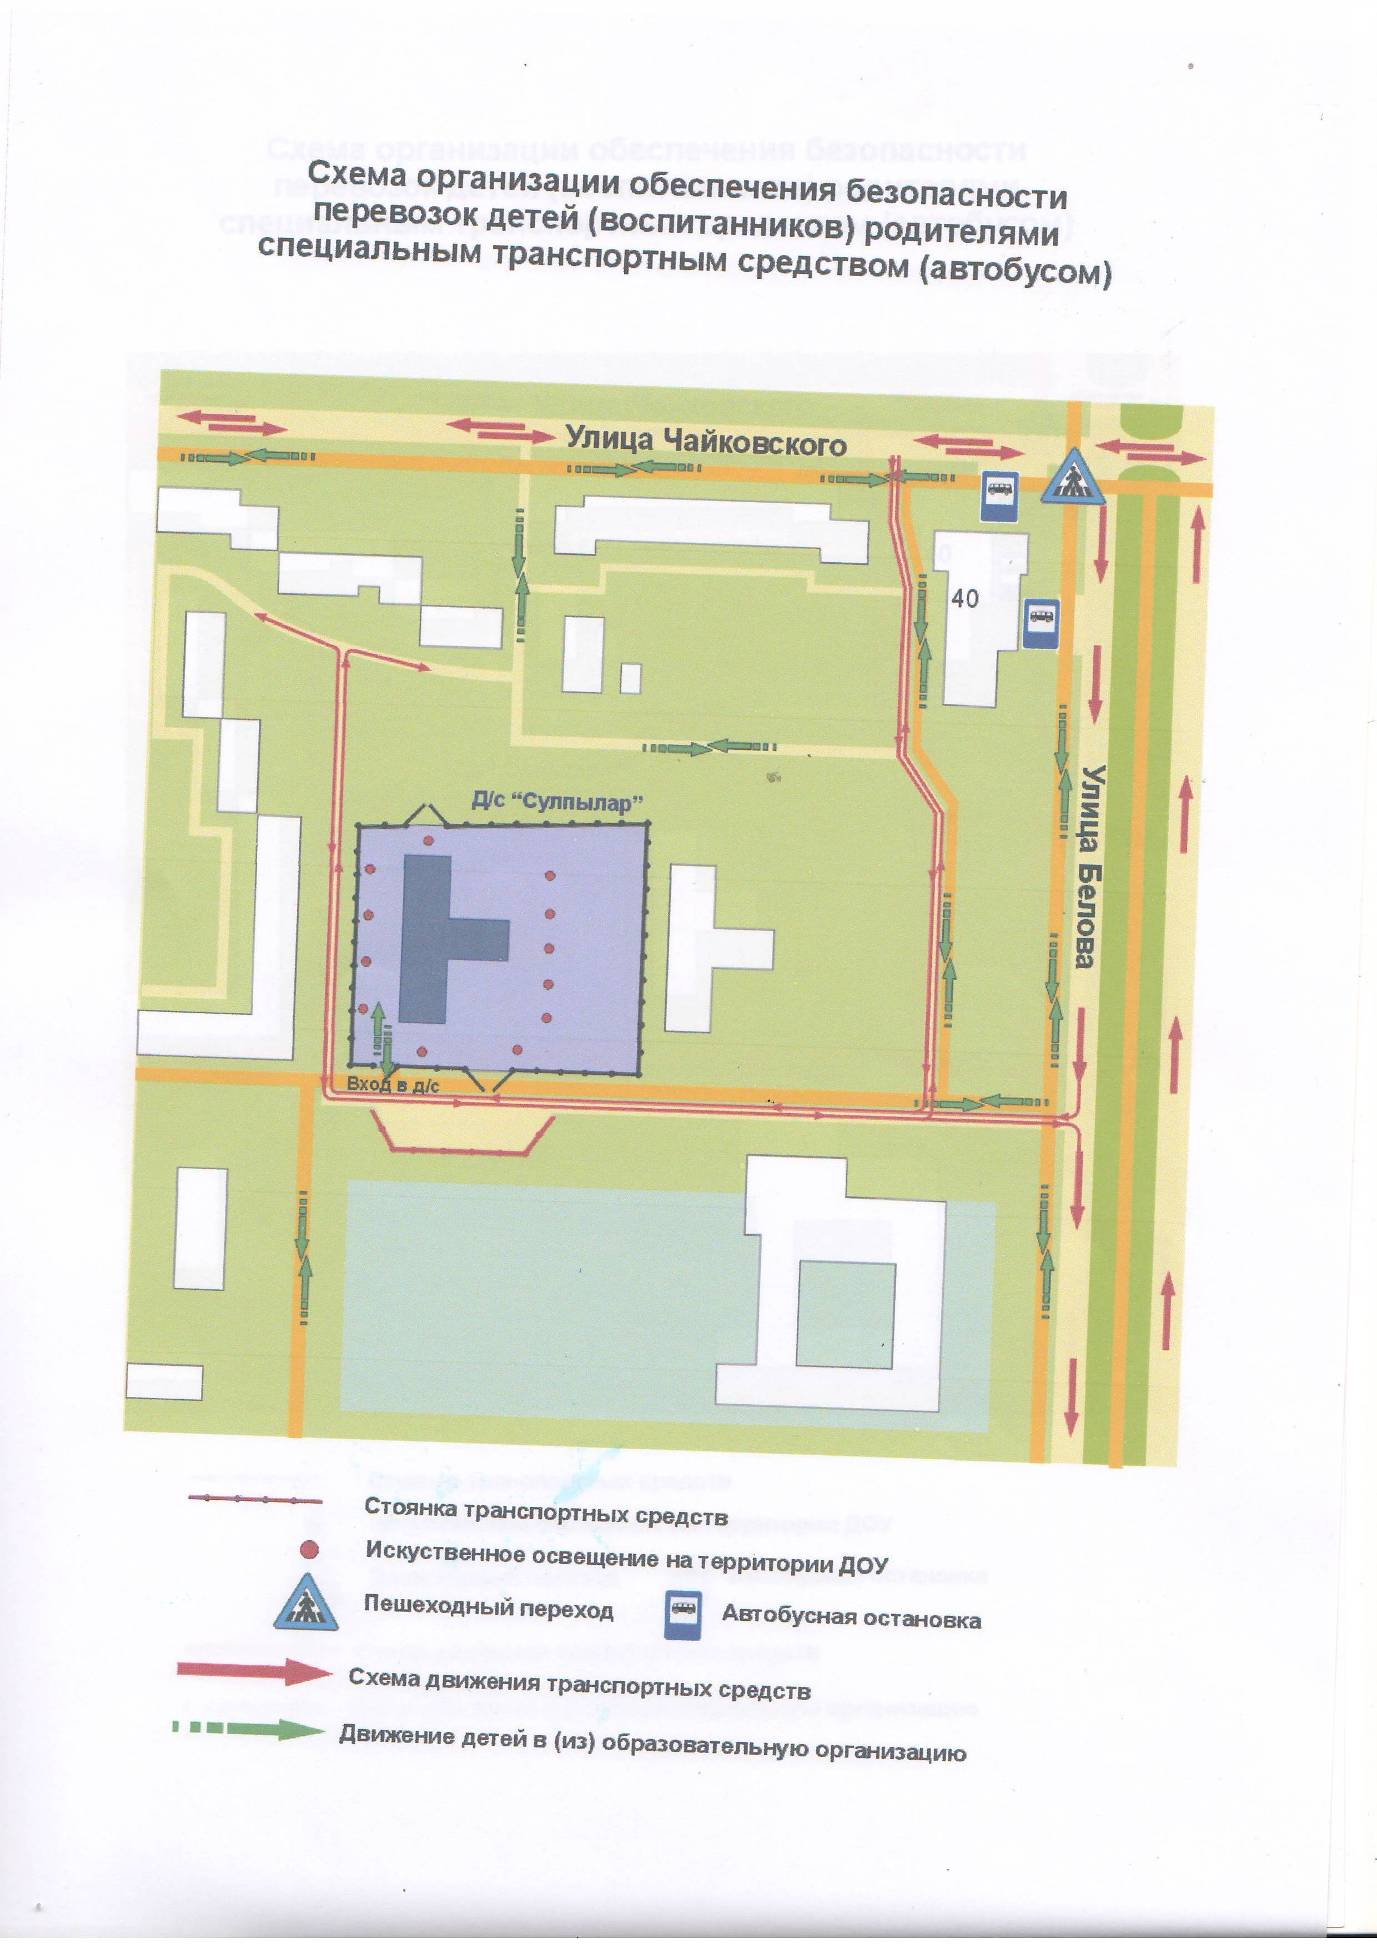 Схема организации обеспечения безопасности
перевозок детей (воспитанников) родителями
специальным транспортным средством (автобусом)
Улица Чайковского
40
Улица Белова
Д/с “Сулпылар”
Вход в д/с
Стоянка транспортных средств
Искуственное освещение на территории ДОУ
Пешеходный переход
Автобусная остановка
Схема движения транспортных средств
Движение детей в (из) образовательную организацию